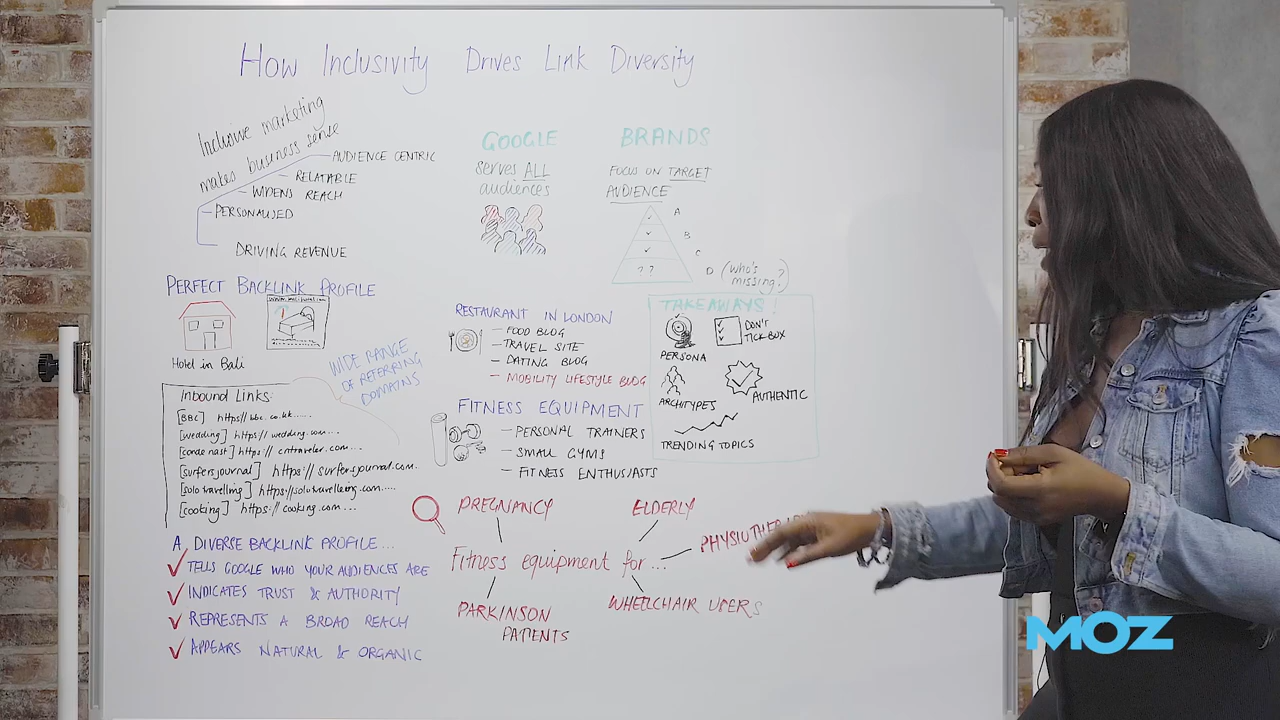 How Inclusivity Drives Link Diversity
Inclusive marketing
makes business sense
AUDIENCE CENTRIC
RELATABLE
WIDENS REACH
PERSONALISED
DRIVING REVENUE
GOOGLE
serves ALL
audiences
BRANDS
FOCUS ON TARGET
AUDIENCE
A
B
C
D (who's
missing?)
? ?
PERFECT BACKLINK PROFILE
Hotel in Bali
WIDE RANGE
OF REFERRING
DOMAINS
Inbound Links:
[BBC] https://bbc.co.uk.....
[wedding] https://wedding.com....
[conde nast] https://cntraveler.com....
[surfersjournal] https://surfersjournal.com.
[solo travelling] https://solotravelleing.com.....
[cooking] https://cooking.com...
A DIVERSE BACKLINK PROFILE...
TELLS GOOGLE WHO YOUR AUDIENCES ARE
INDICATES TRUST & AUTHORITY
REPRESENTS A BROAD REACH
APPEARS NATURAL & ORGANIC
RESTAURANT IN LONDON
- FOOD BLOG
- TRAVEL SITE
- DATING BLOG
- MOBILITY LIFESTYLE BLOG
FITNESS EQUIPMENT
- PERSONAL TRAINERS
- SMALL GYMS
- FITNESS ENTHUSIASTS
TAKEAWAYS!
PERSONA
DON'T
TICK BOX
ARCHITYPES
AUTHENTIC
TRENDING TOPICS
PREGNANCY
ELDERLY
Fitness equipment for...
PARKINSON
PATIENTS
WHEELCHAIR USERS
MOZ